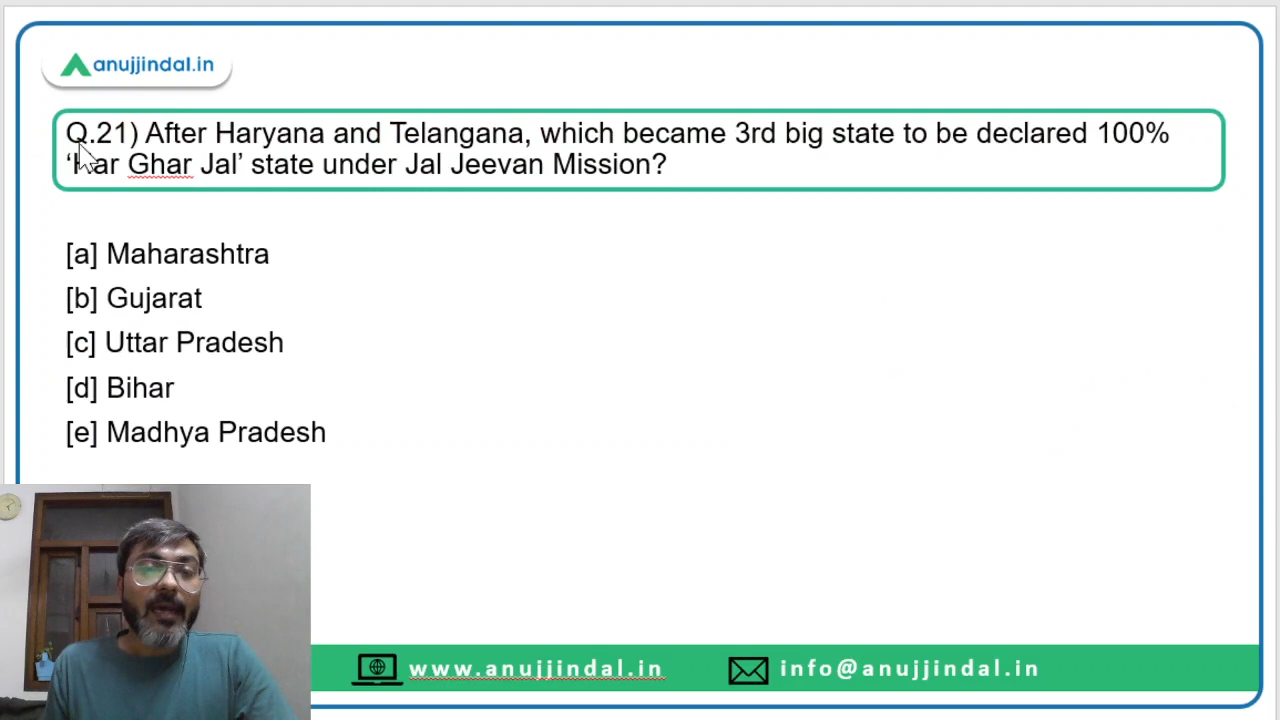 anujjindal.in
Q.21) After Haryana and Telangana, which became 3rd big state to be declared 100%
‘Har Ghar Jal’ state under Jal Jeevan Mission?
[a] Maharashtra
[b] Gujarat
[c] Uttar Pradesh
[d] Bihar
[e] Madhya Pradesh
www.anujjindal.in
info@anujjindal.in